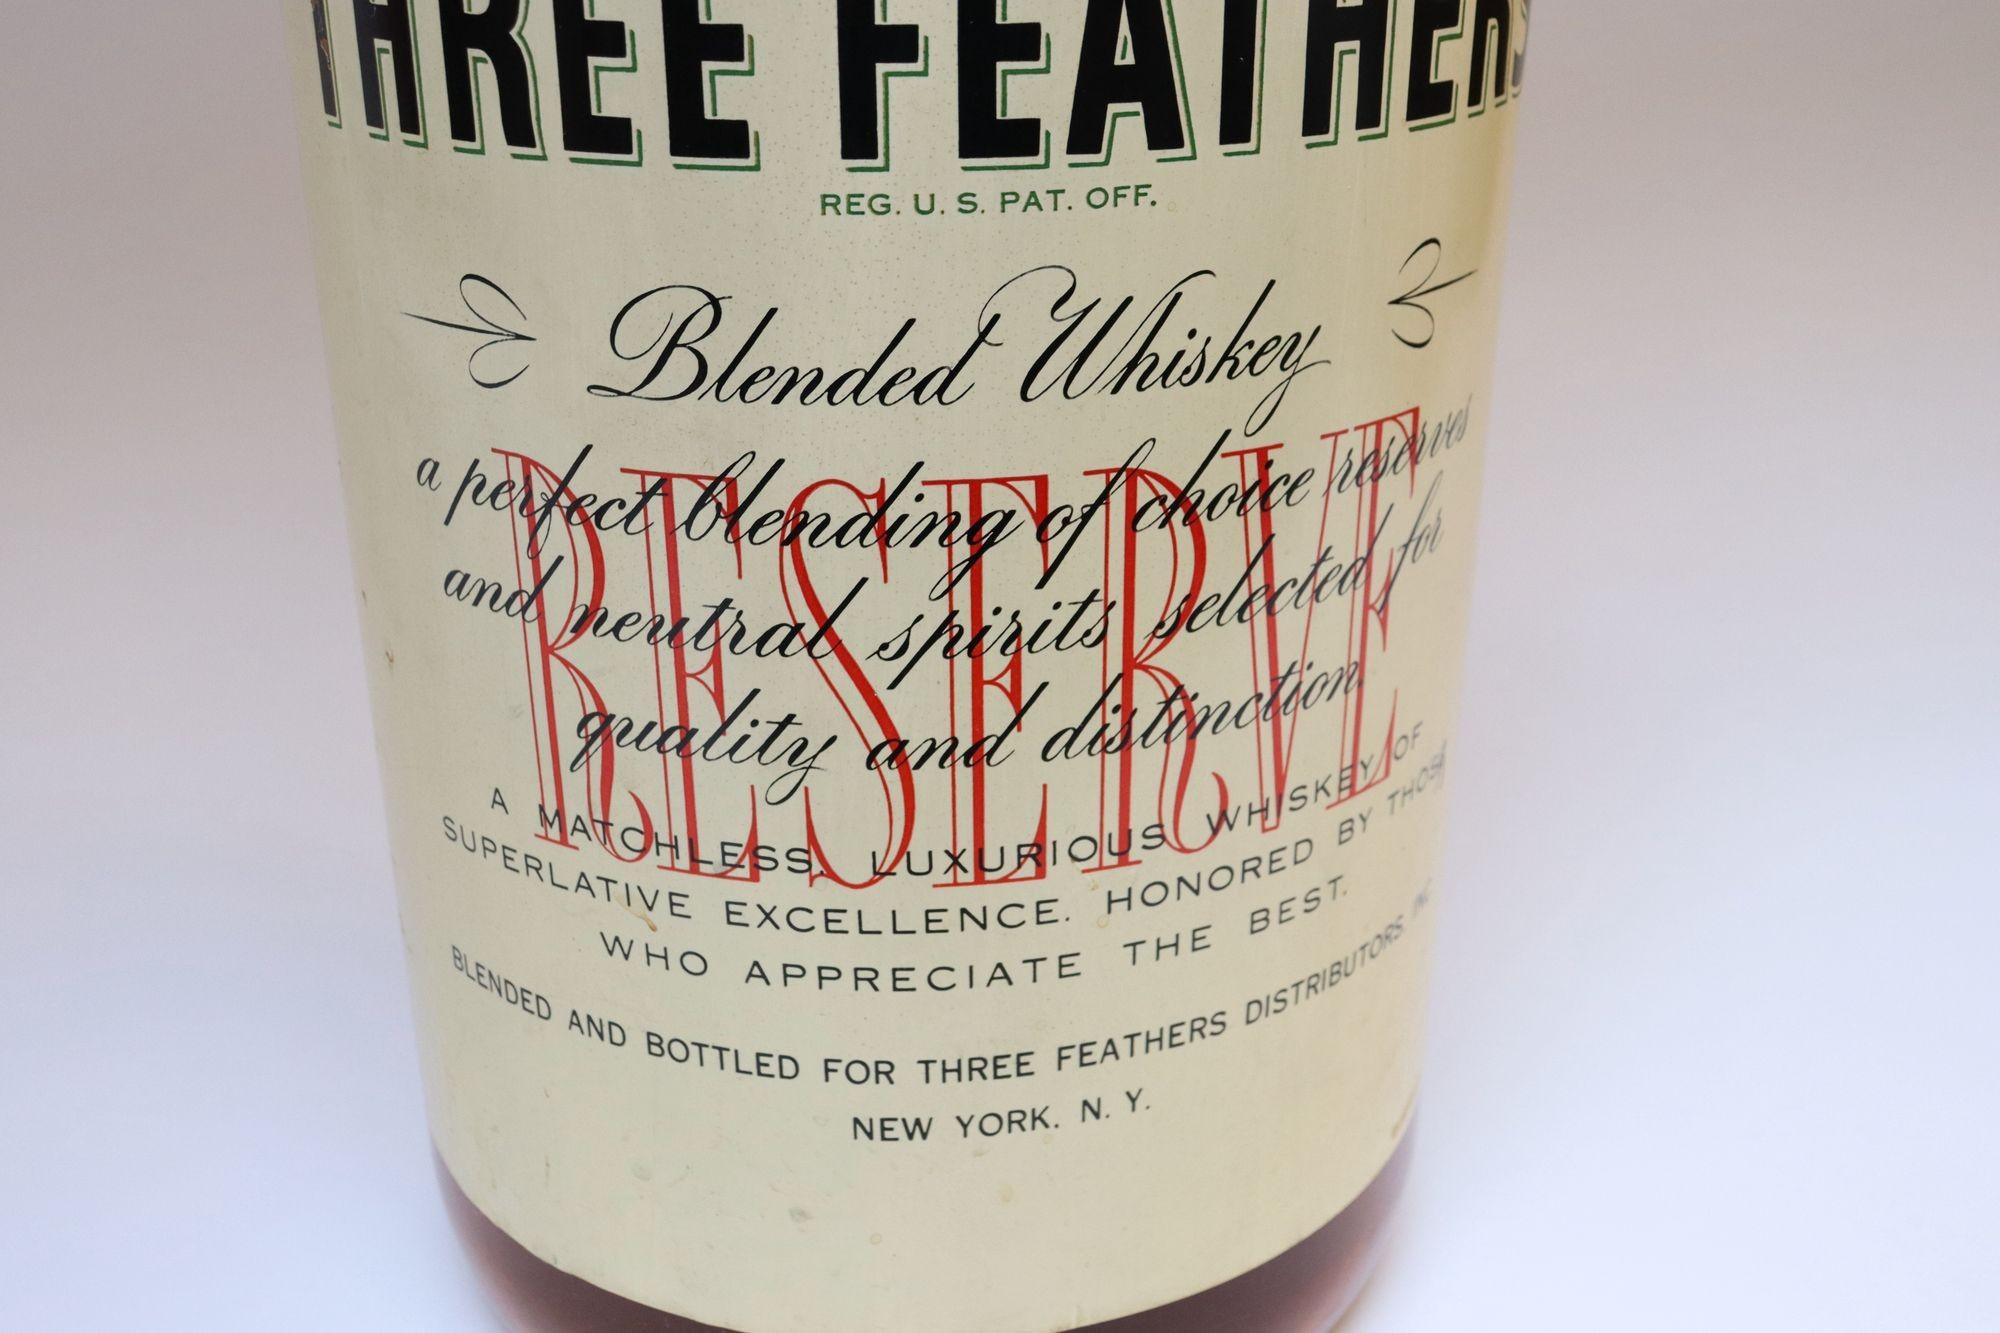 THREE FEATHERS
REG. U. S. PAT. OFF.
Blended Whiskey
RESERVE
a perfect blending of choice reserves
and neutral spirits selected for
quality and distinction.
A MATCHLESS, LUXURIOUS WHISKEY OF
SUPERLATIVE EXCELLENCE. HONORED BY THOSE
WHO APPRECIATE THE BEST.
BLENDED AND BOTTLED FOR THREE FEATHERS DISTRIBUTORS, INC.
NEW YORK, N. Y.